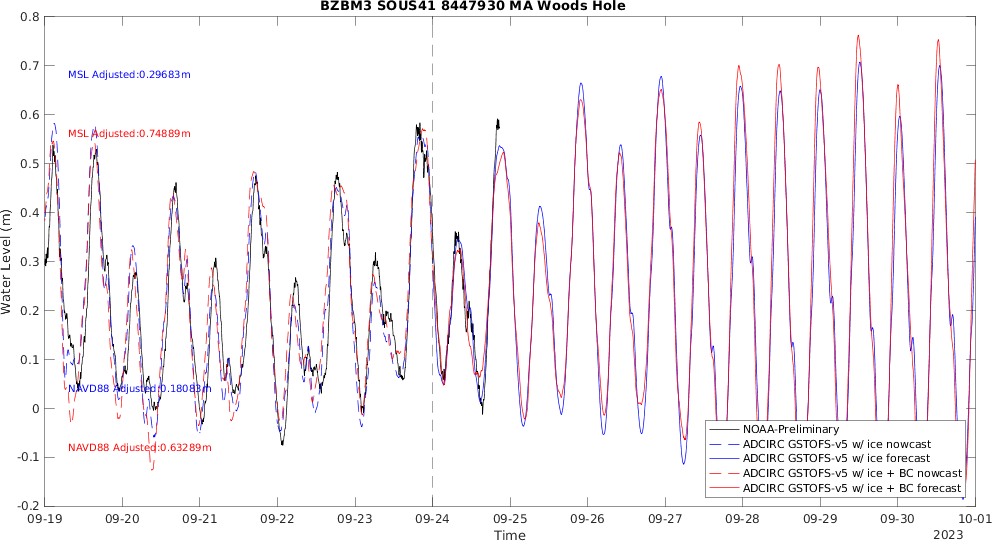 BZBM3 SOUS41 8447930 MA Woods Hole
0.8
0.7
0.6
0.5
0.4
0.3
0.2
0.1
0
-0.1
-0.2
Water Level (m)
MSL Adjusted:0.29683m
MSL Adjusted:0.74889m
NAVD88 Adjusted:0.18083m
NAVD88 Adjusted:0.63289m
NOAA-Preliminary
ADCIRC GSTOFS-v5 w/ ice nowcast
ADCIRC GSTOFS-v5 w/ ice forecast
ADCIRC GSTOFS-v5 w/ ice + BC nowcast
ADCIRC GSTOFS-v5 w/ ice + BC forecast
09-19 09-20 09-21 09-22 09-23 09-24 09-25 09-26 09-27 09-28 09-29 09-30 10-01
Time
2023